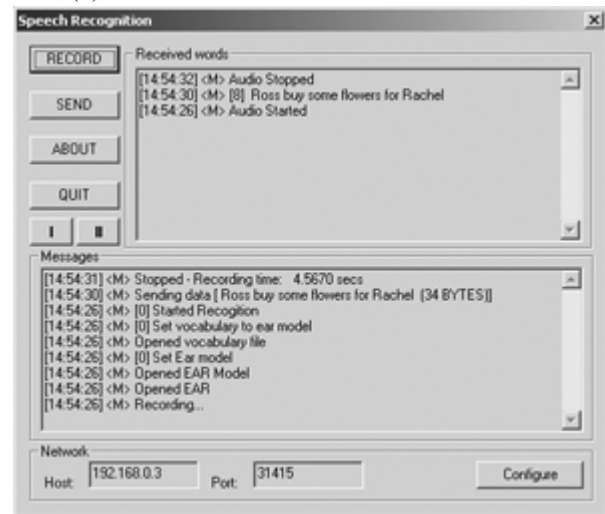 Speech Recognition
RECORD
SEND
ABOUT
QUIT
I II
Received words
[14:54:32] <M> Audio Stopped
[14:54:30] <M> [8] Ross buy some flowers for Rachel
[14:54:26] <M> Audio Started
Messages
[14:54:31] <M> Stopped - Recording time: 4.5670 secs
[14:54:30] <M> Sending data [ Ross buy some flowers for Rachel (34 BYTES)]
[14:54:26] <M> [0] Started Recogition
[14:54:26] <M> [0] Set vocabulary to ear model
[14:54:26] <M> Opened vocabulary file
[14:54:26] <M> [0] Set Ear model
[14:54:26] <M> Opened EAR Model
[14:54:26] <M> Opened EAR
[14:54:26] <M> Recording...
Network
Host: 192.168.0.3 Port: 31415 Configure